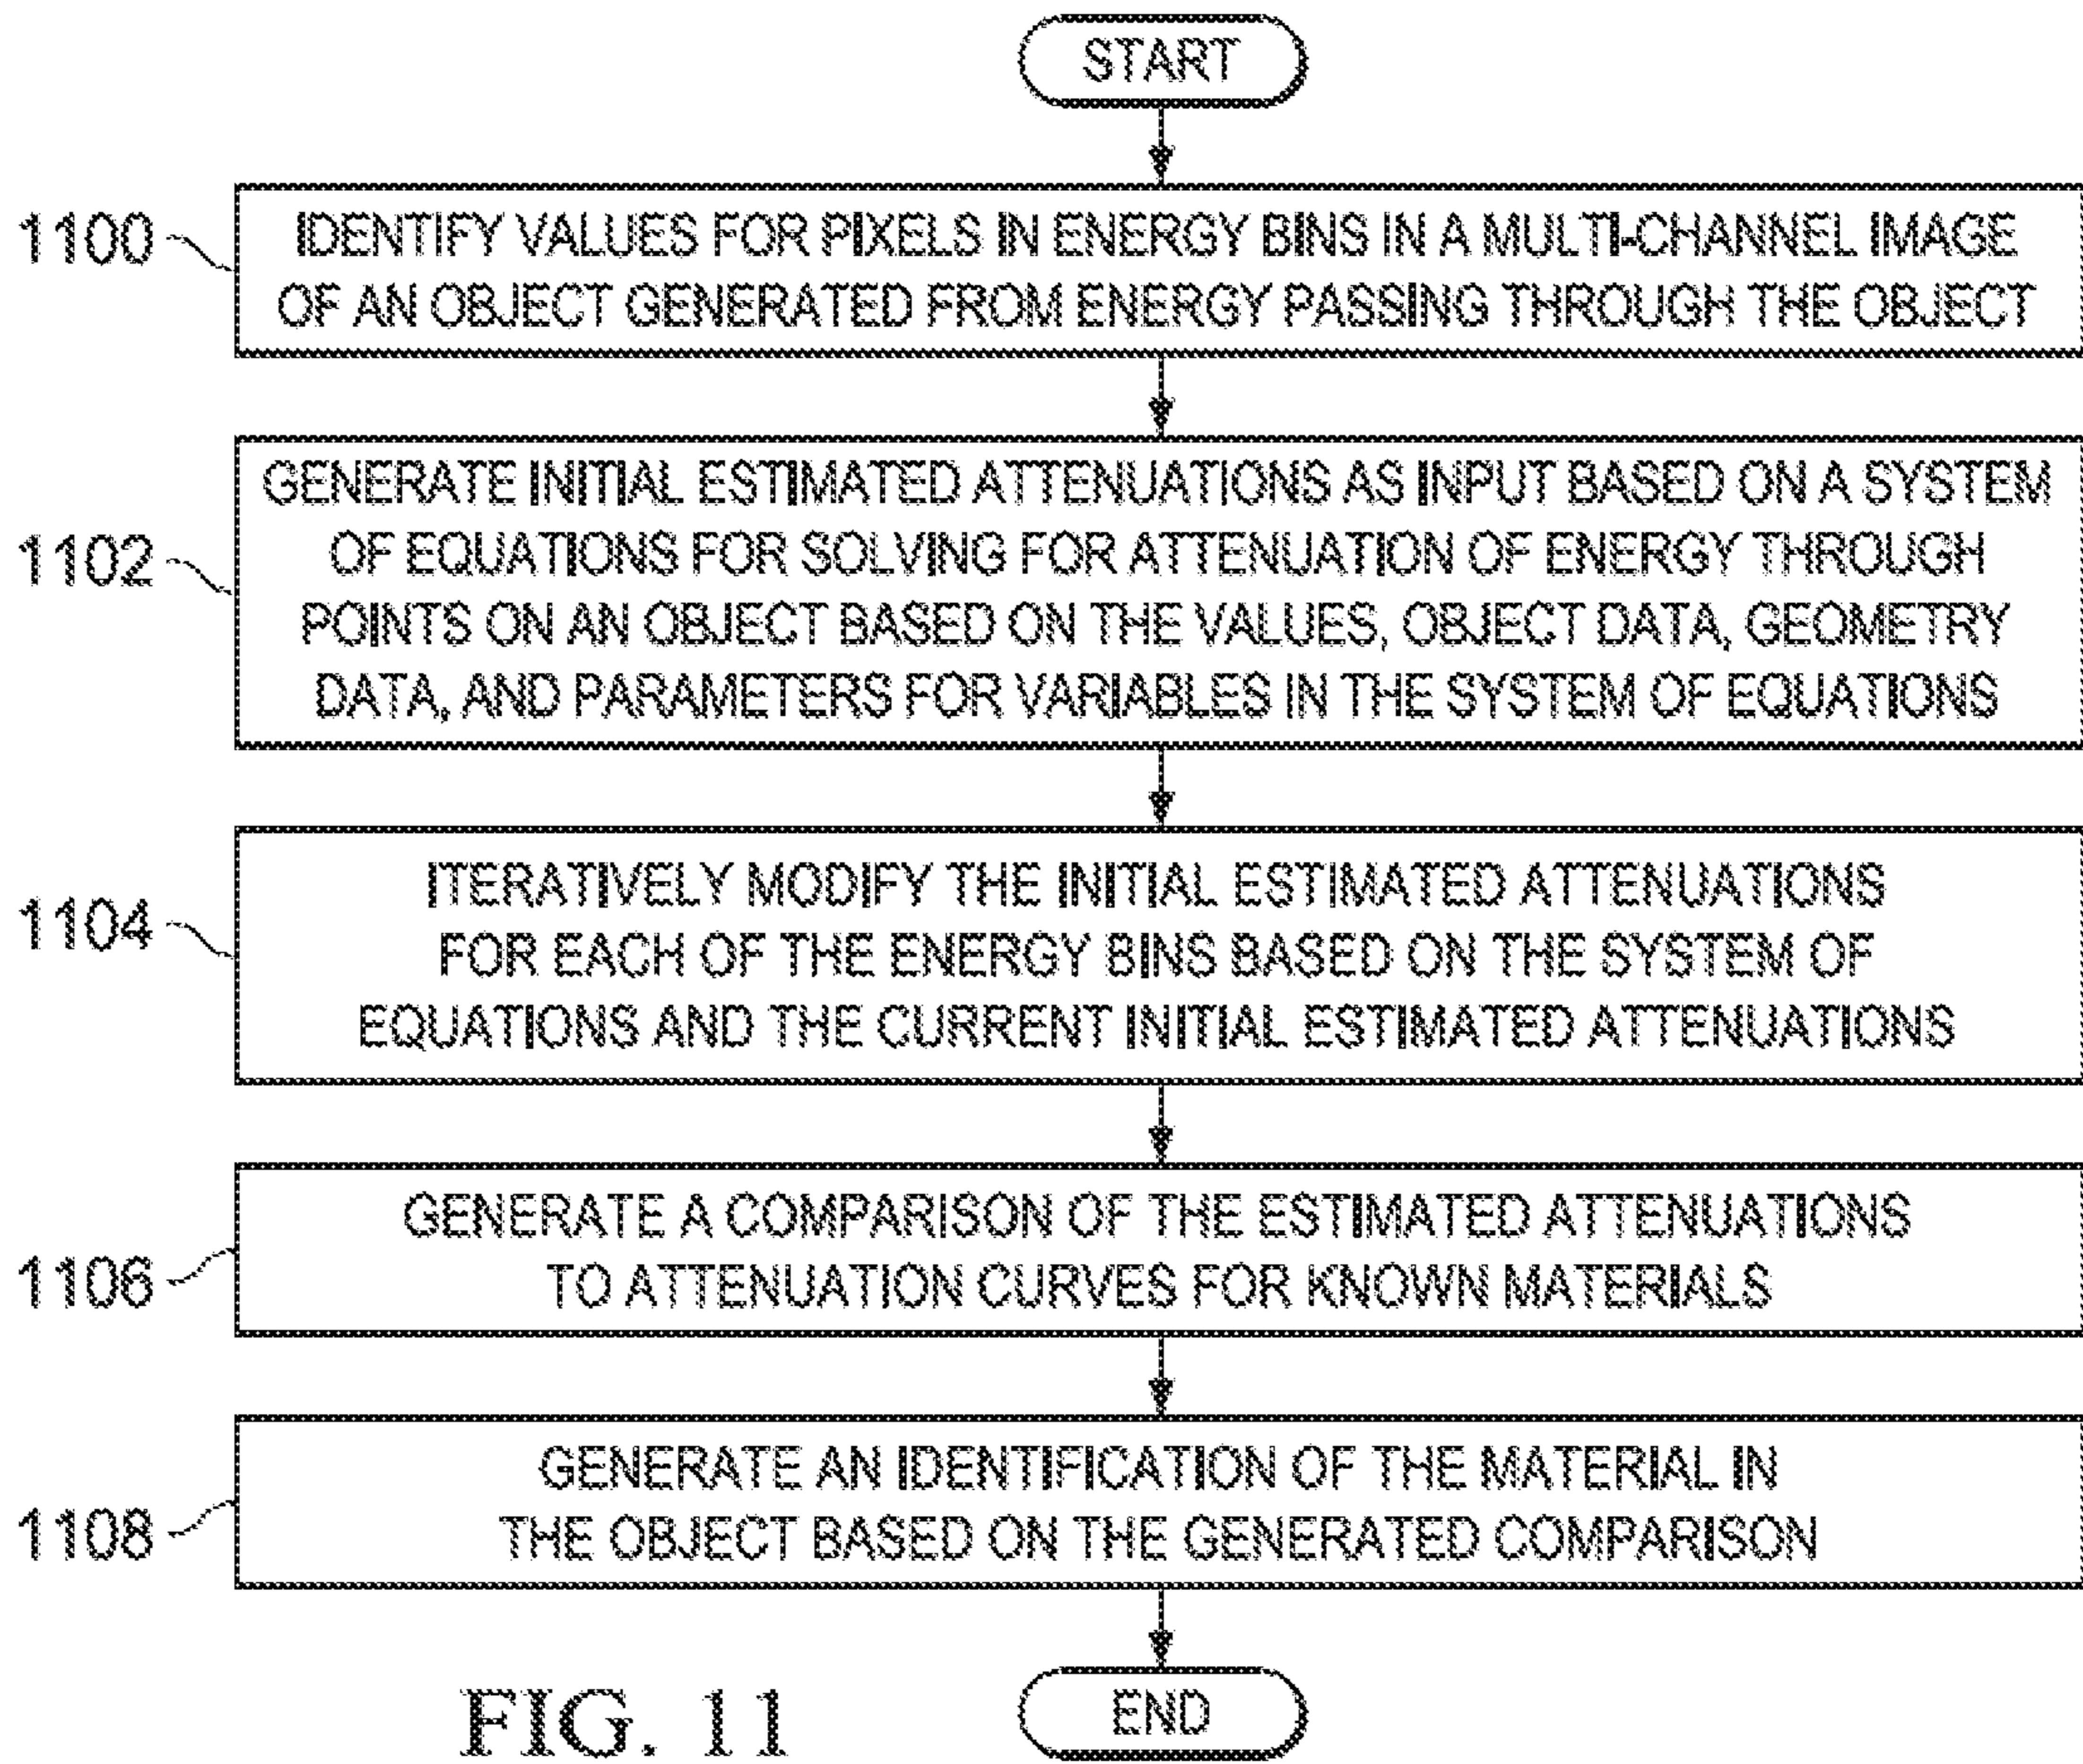 START
1100
IDENTIFY VALUES FOR PIXELS IN ENERGY BINS IN A MULTI-CHANNEL IMAGE
OF AN OBJECT GENERATED FROM ENERGY PASSING THROUGH THE OBJECT
1102
GENERATE INITIAL ESTIMATED ATTENUATIONS AS INPUT BASED ON A SYSTEM
OF EQUATIONS FOR SOLVING FOR ATTENUATION OF ENERGY THROUGH
POINTS ON AN OBJECT BASED ON THE VALUES, OBJECT DATA, GEOMETRY
DATA, AND PARAMETERS FOR VARIABLES IN THE SYSTEM OF EQUATIONS
1104
ITERATIVELY MODIFY THE INITIAL ESTIMATED ATTENUATIONS
FOR EACH OF THE ENERGY BINS BASED ON THE SYSTEM OF
EQUATIONS AND THE CURRENT INITIAL ESTIMATED ATTENUATIONS
1106
GENERATE A COMPARISON OF THE ESTIMATED ATTENUATIONS
TO ATTENUATION CURVES FOR KNOWN MATERIALS
1108
GENERATE AN IDENTIFICATION OF THE MATERIAL IN
THE OBJECT BASED ON THE GENERATED COMPARISON
END
FIG. 11